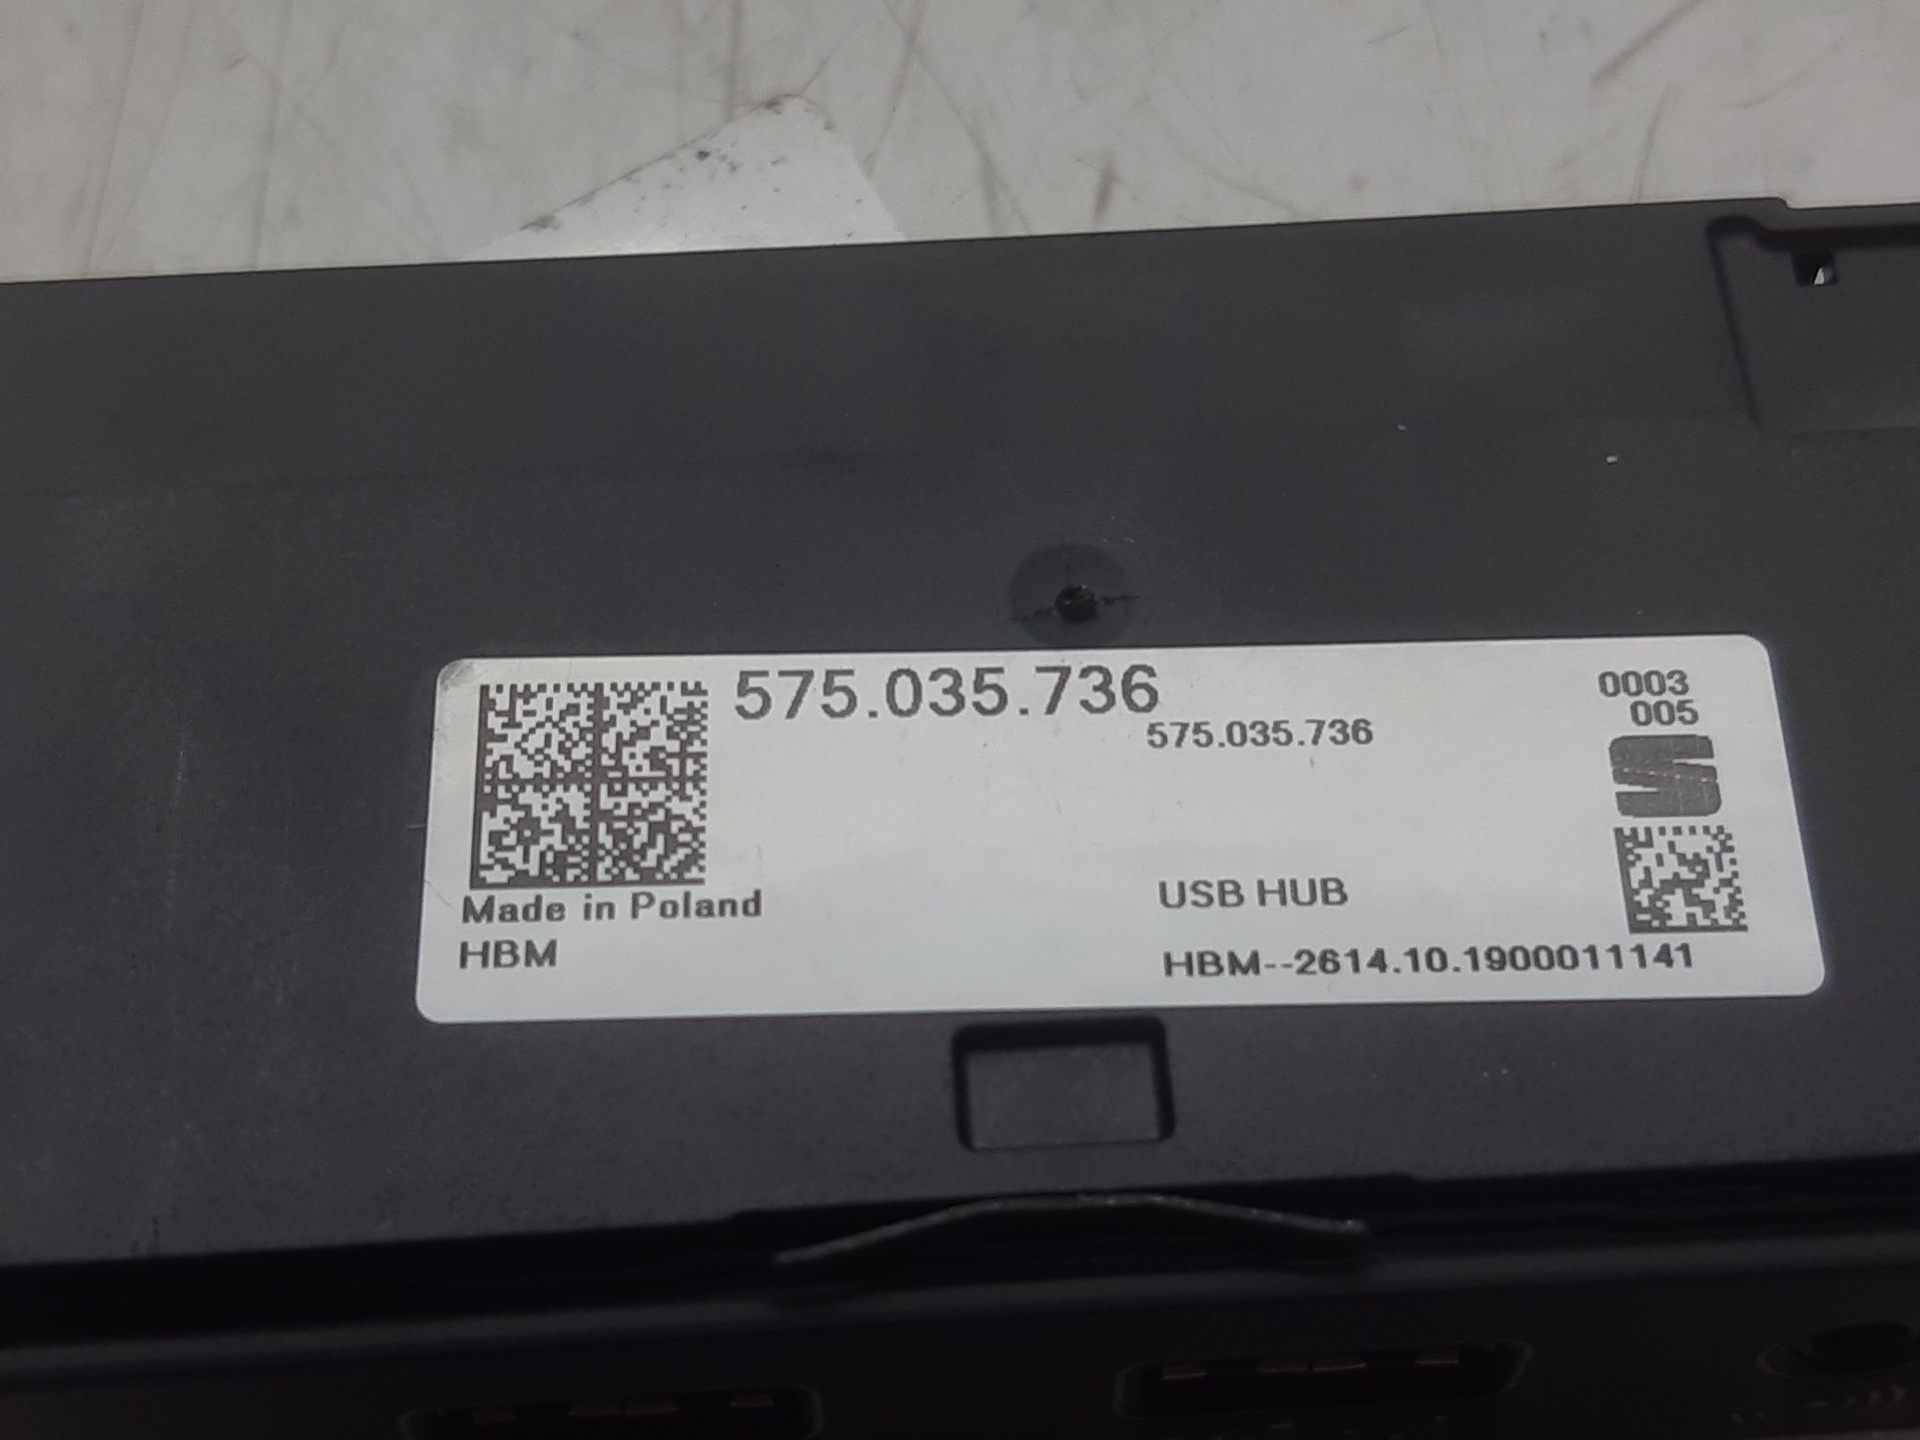 575.035.736
575.035.736
0003
005
Made in Poland
HBM
USB HUB
HBM--2614.10.1900011141